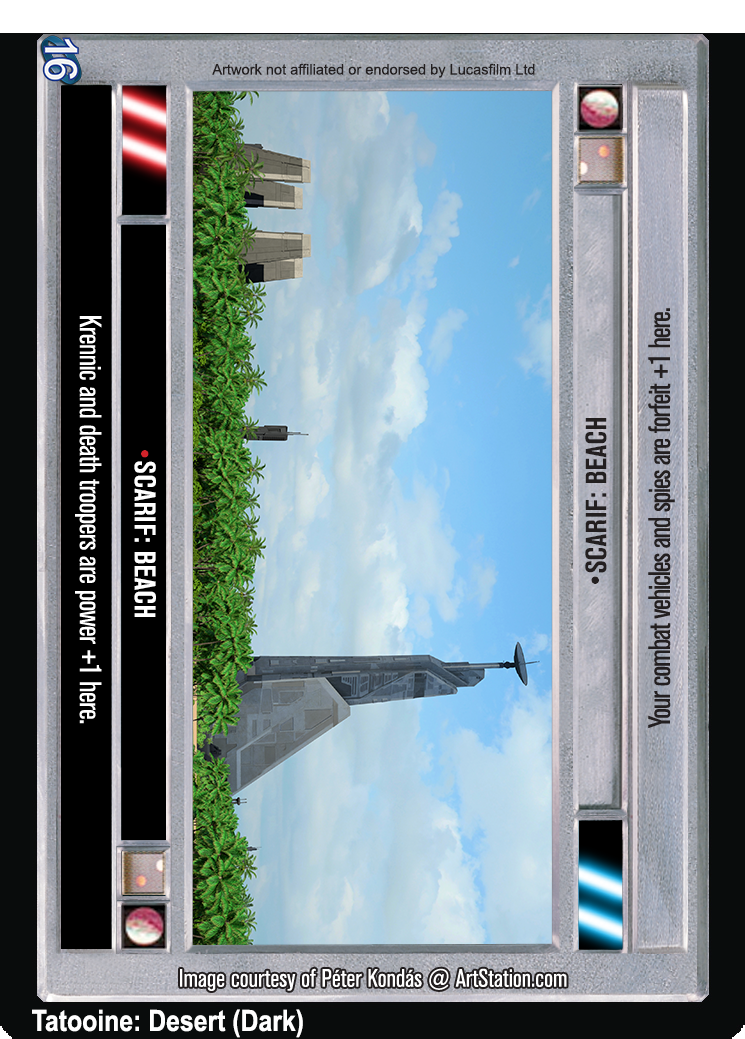 16
Artwork not affiliated or endorsed by Lucasfilm Ltd
Krennic and death troopers are power +1 here.
•SCARIF: BEACH
•SCARIF: BEACH
Your combat vehicles and spies are forfeit +1 here.
Image courtesy of Péter Kondás @ ArtStation.com
Tatooine: Desert (Dark)